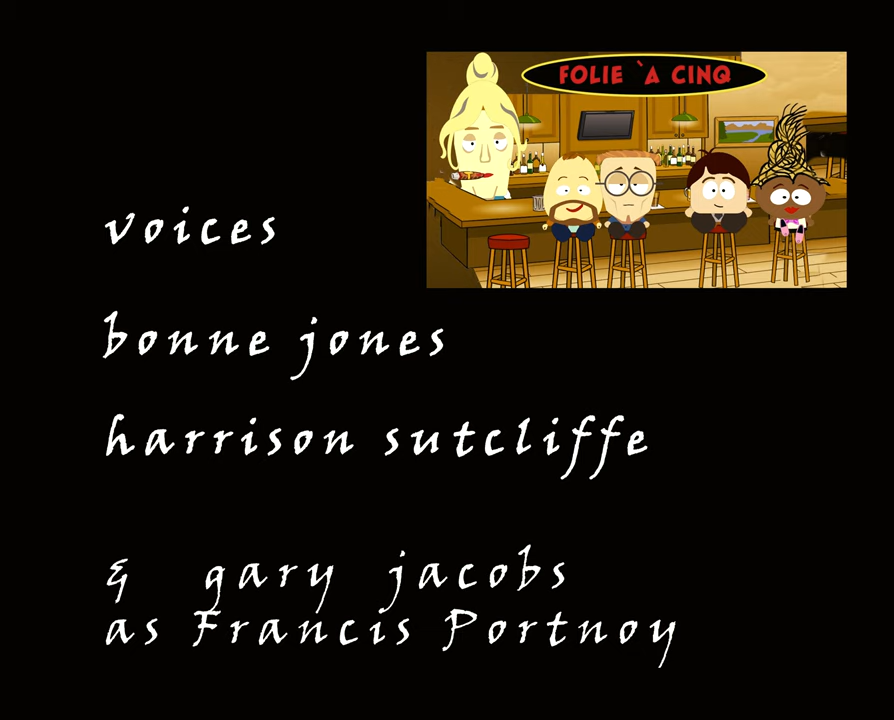 FOLIE `A CINQ
voices
bonne jones
harrison sutcliffe
& gary jacobs
as Francis Portnoy